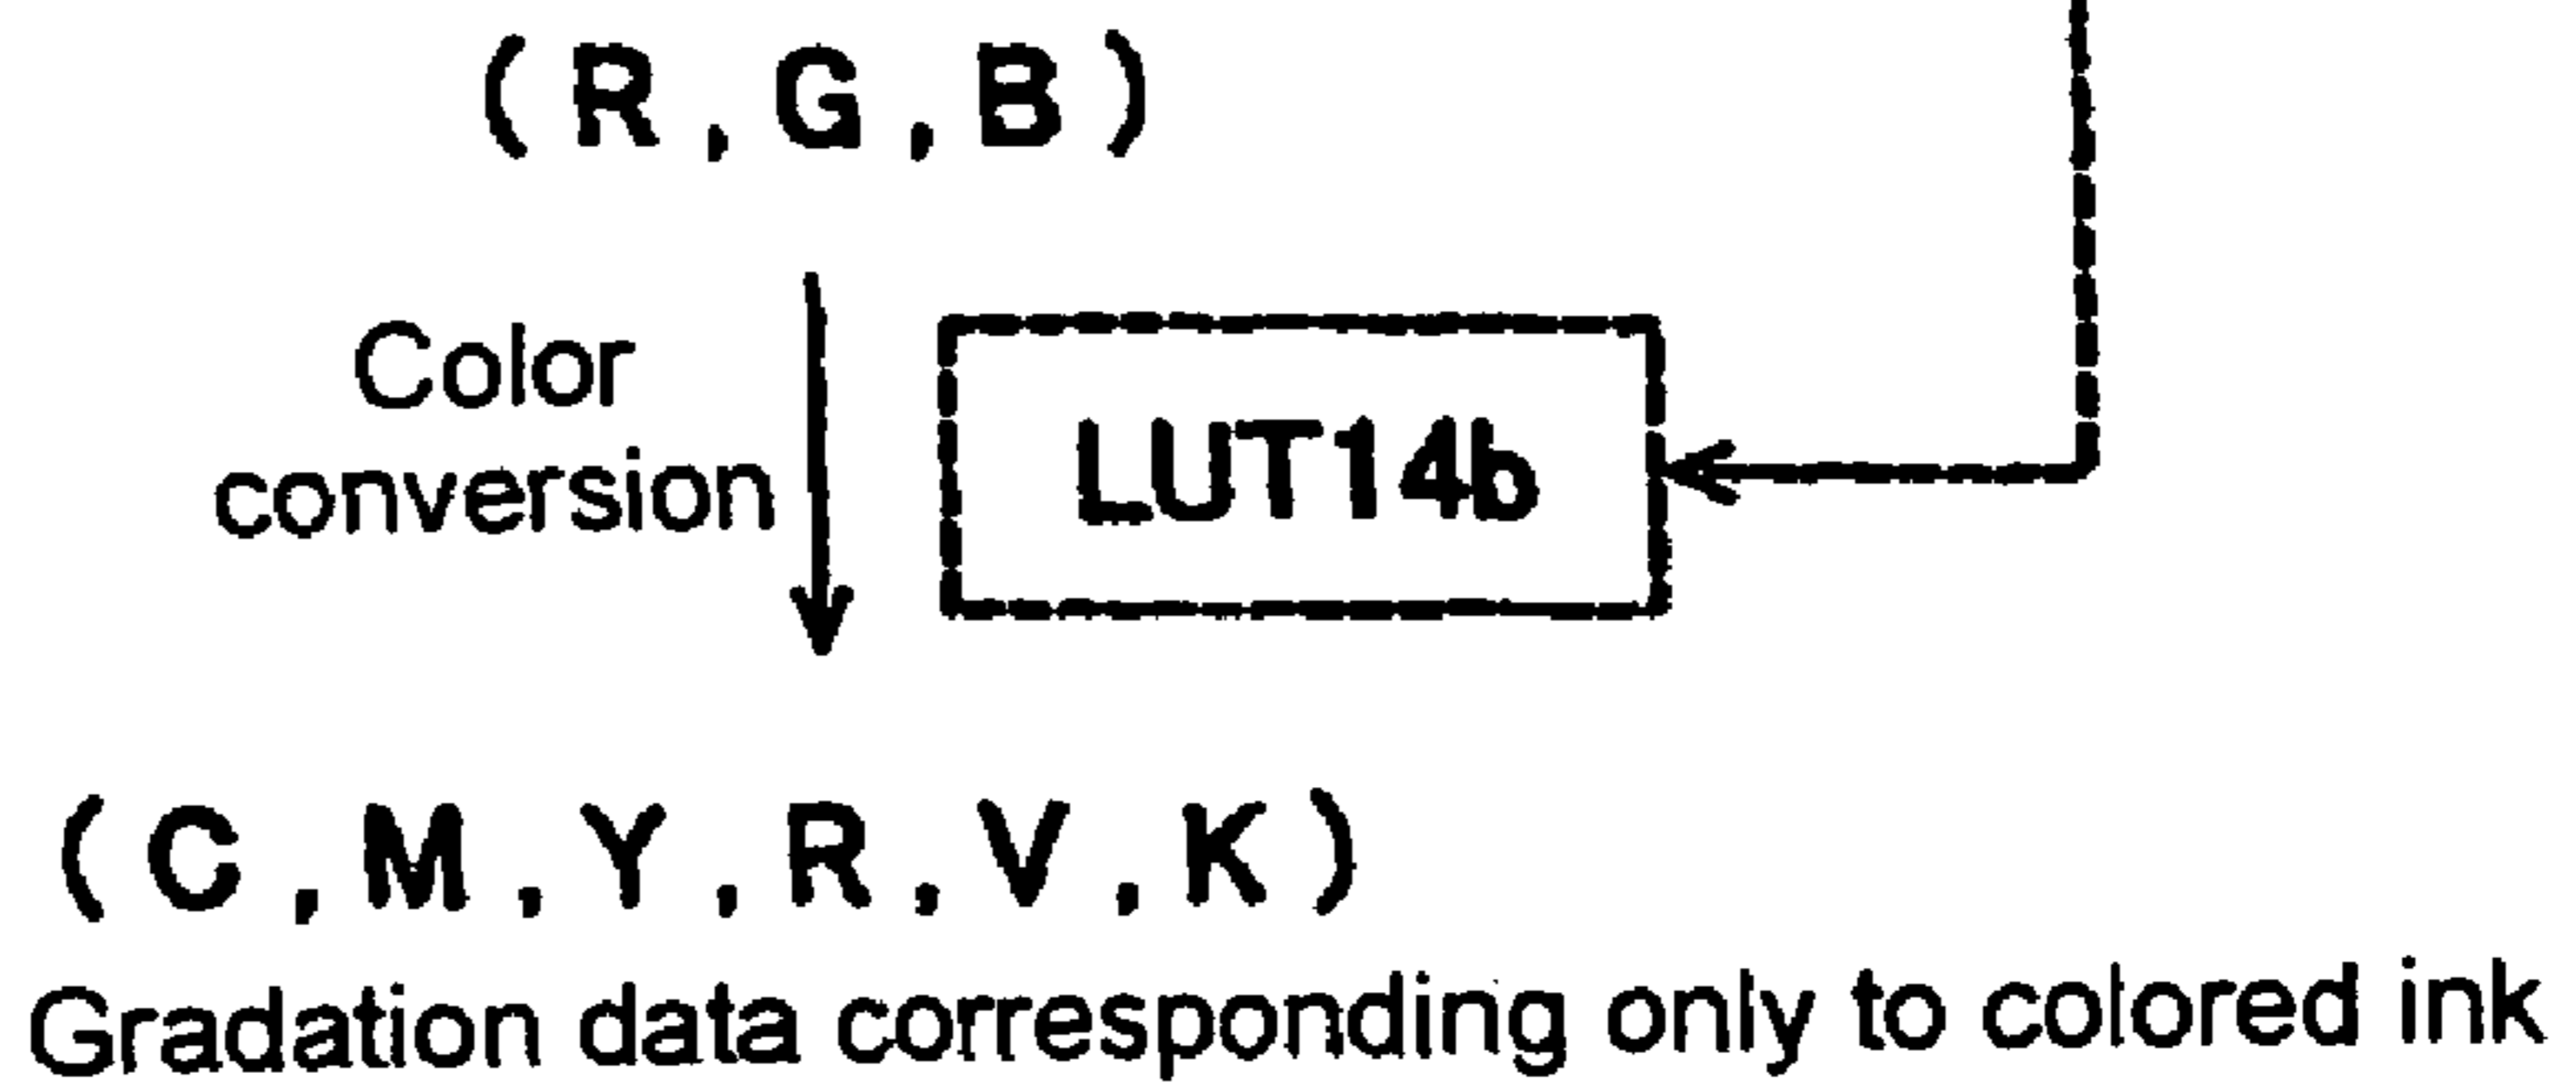 ( R , G , B )
Color
conversion
LUT14b
( C , M , Y , R , V , K )
Gradation data corresponding only to colored ink